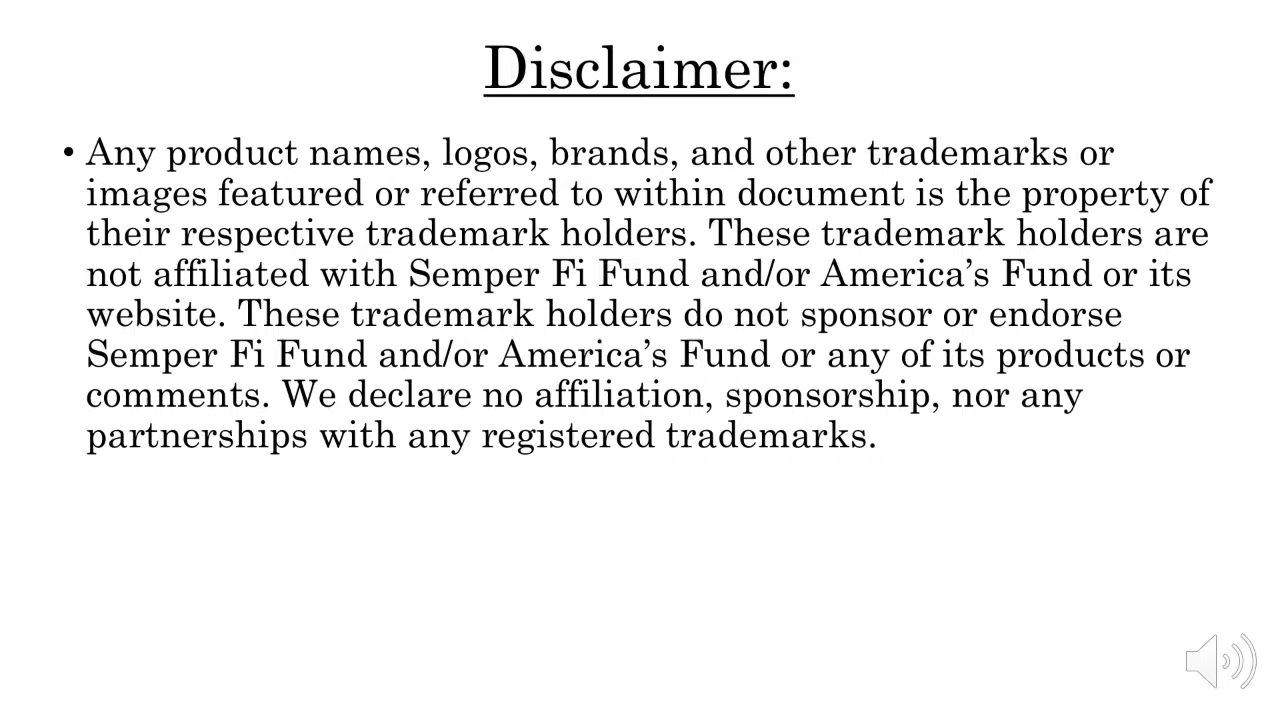 Disclaimer:
• Any product names, logos, brands, and other trademarks or
images featured or referred to within document is the property of
their respective trademark holders. These trademark holders are
not affiliated with Semper Fi Fund and/or America’s Fund or its
website. These trademark holders do not sponsor or endorse
Semper Fi Fund and/or America’s Fund or any of its products or
comments. We declare no affiliation, sponsorship, nor any
partnerships with any registered trademarks.